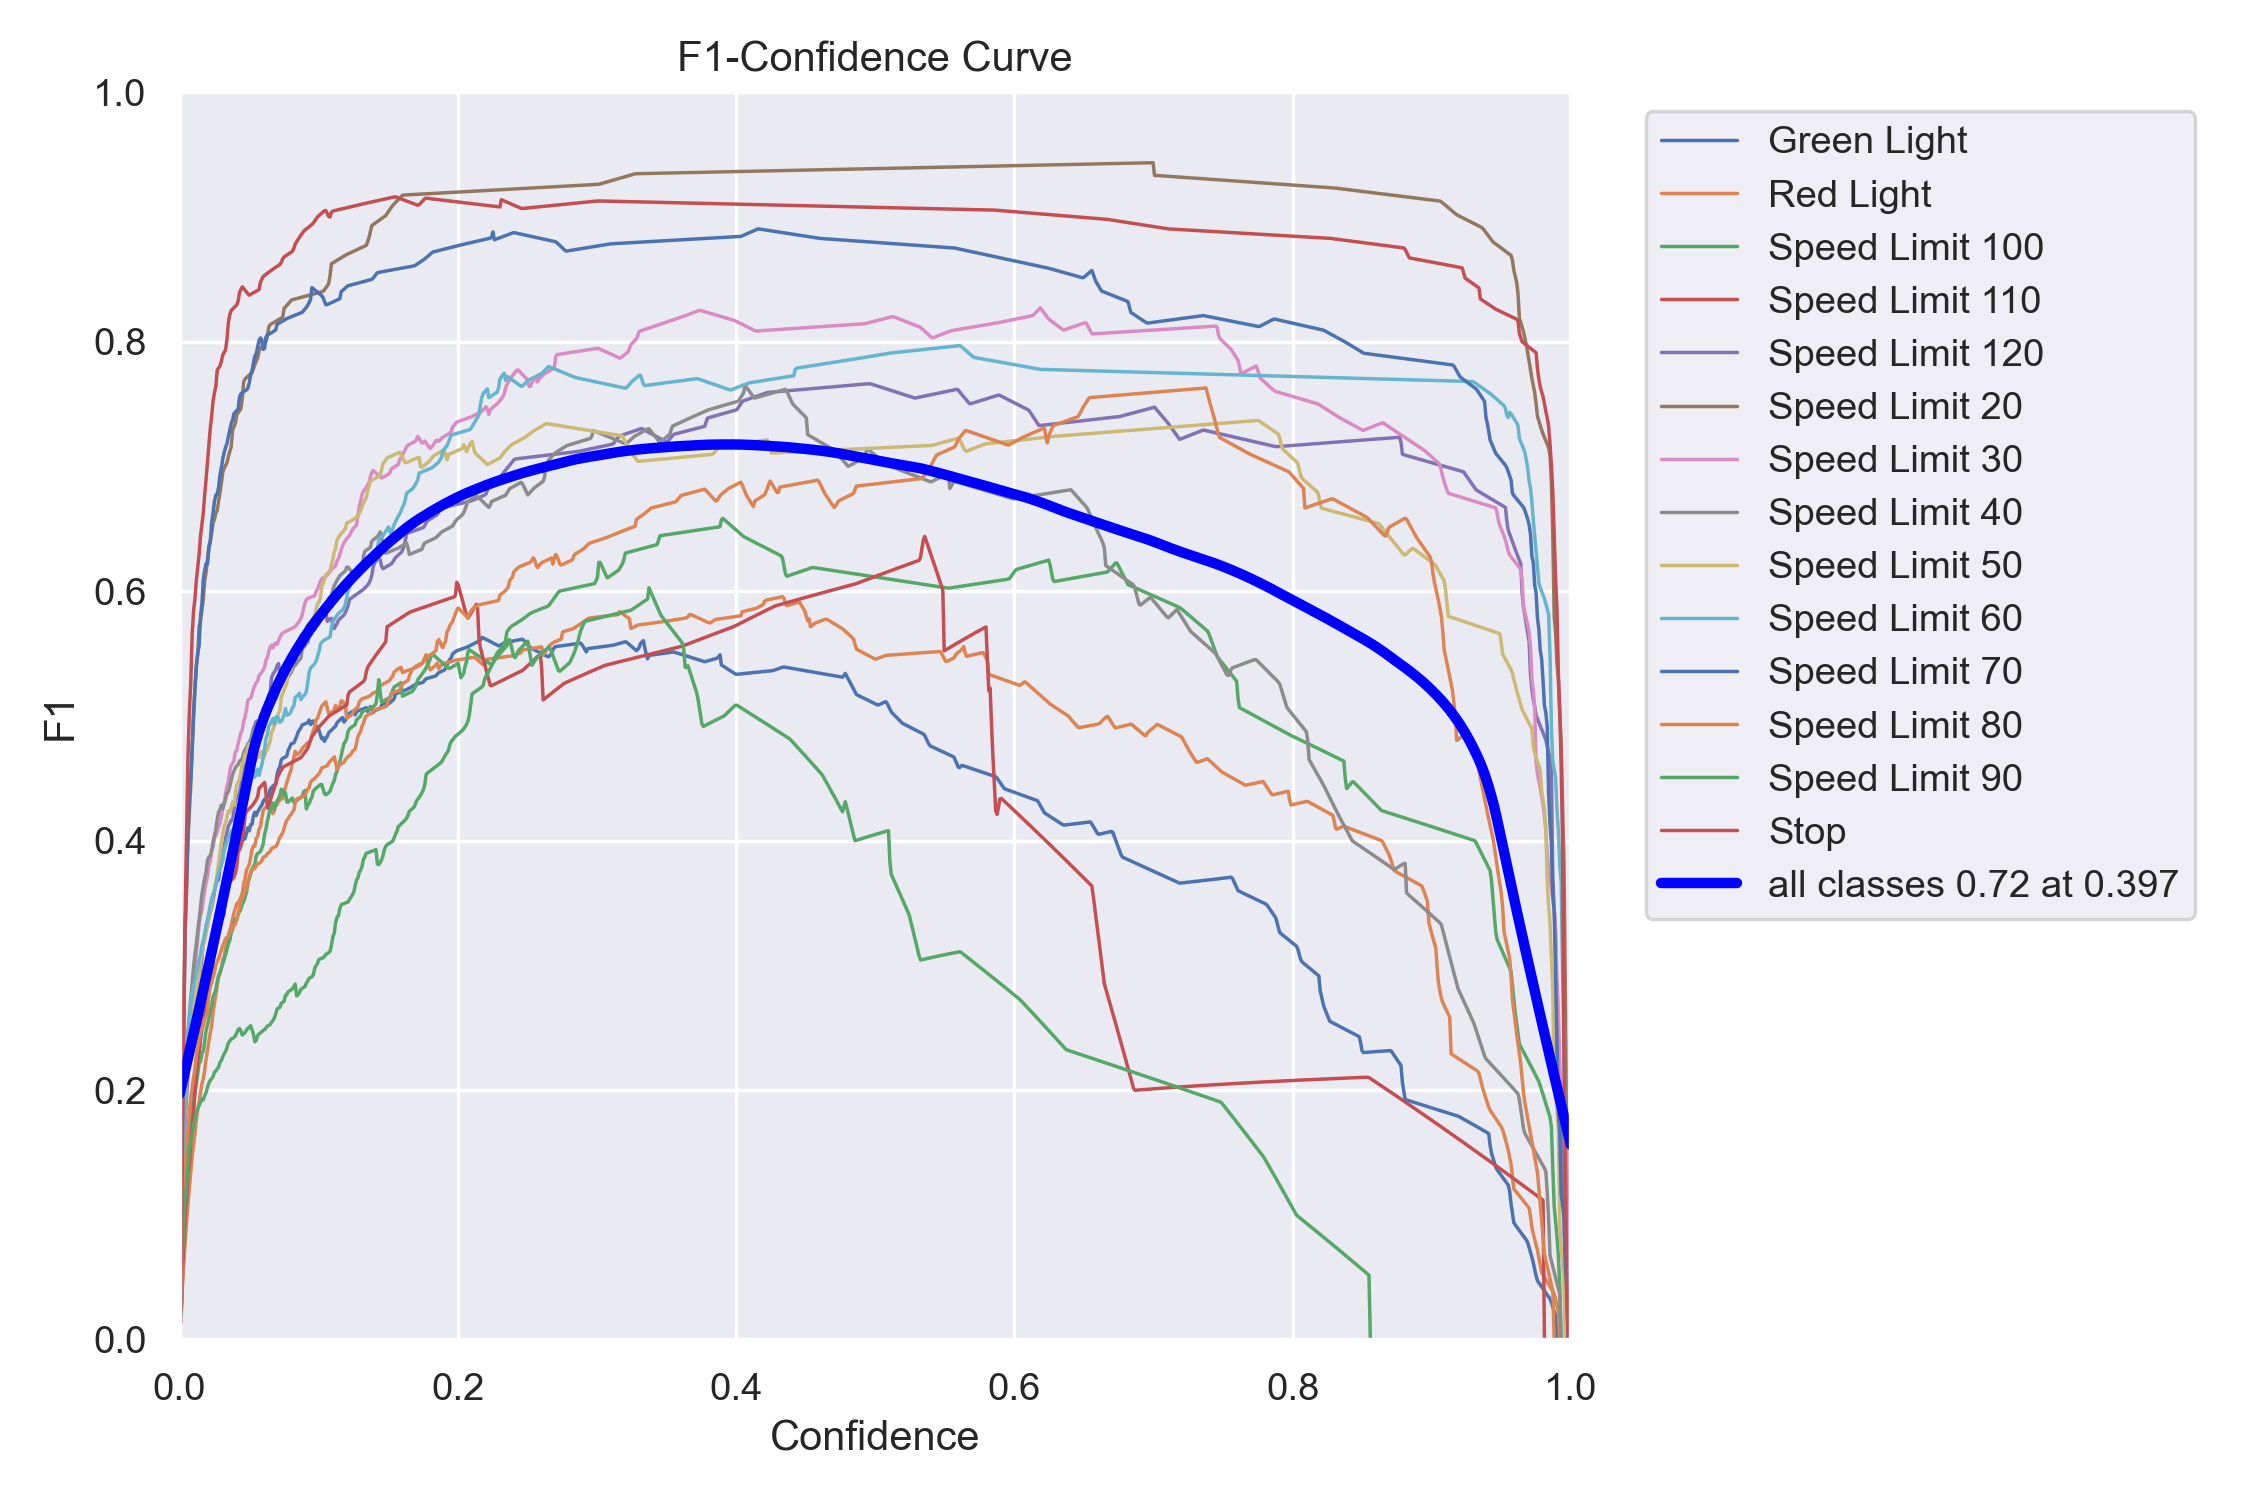 F1-Confidence Curve
1.0
0.8
0.6
0.4
0.2
0.0
F1
0.0 0.2 0.4 0.6 0.8 1.0
Confidence
Green Light
Red Light
Speed Limit 100
Speed Limit 110
Speed Limit 120
Speed Limit 20
Speed Limit 30
Speed Limit 40
Speed Limit 50
Speed Limit 60
Speed Limit 70
Speed Limit 80
Speed Limit 90
Stop
all classes 0.72 at 0.397